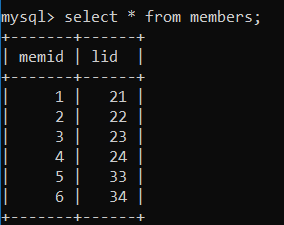 mysql> select * from members;
+-------+------+
| memid | lid  |
+-------+------+
|     1 |   21 |
|     2 |   22 |
|     3 |   23 |
|     4 |   24 |
|     5 |   33 |
|     6 |   34 |
+-------+------+